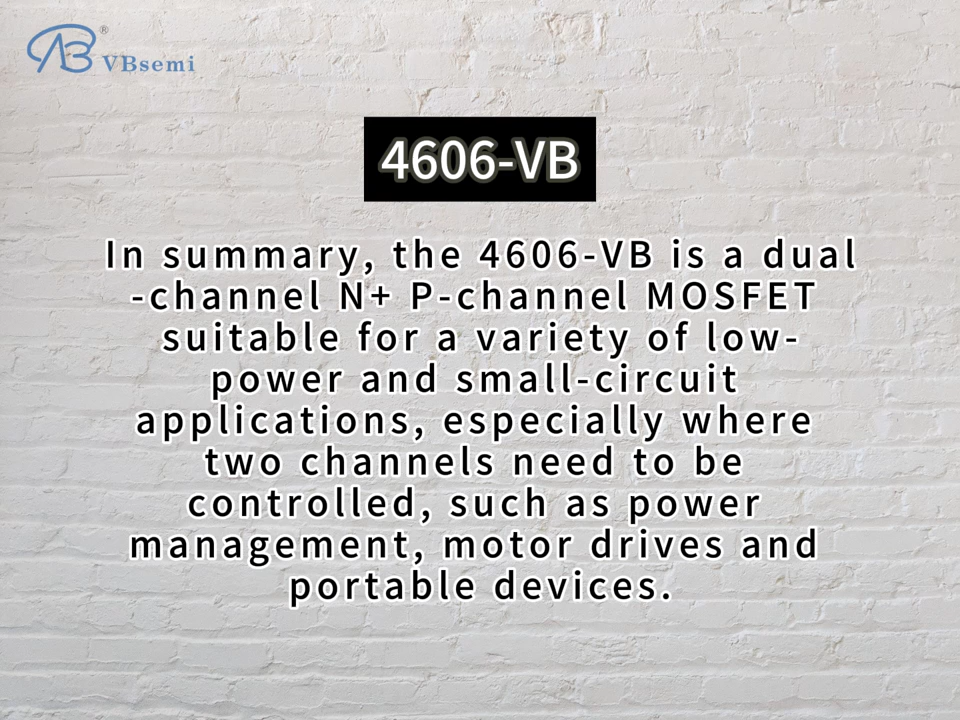 VB®
VBsemi
4606-VB
In summary, the 4606-VB is a dual
-channel N+ P-channel MOSFET
suitable for a variety of low-
power and small-circuit
applications, especially where
two channels need to be
controlled, such as power
management, motor drives and
portable devices.